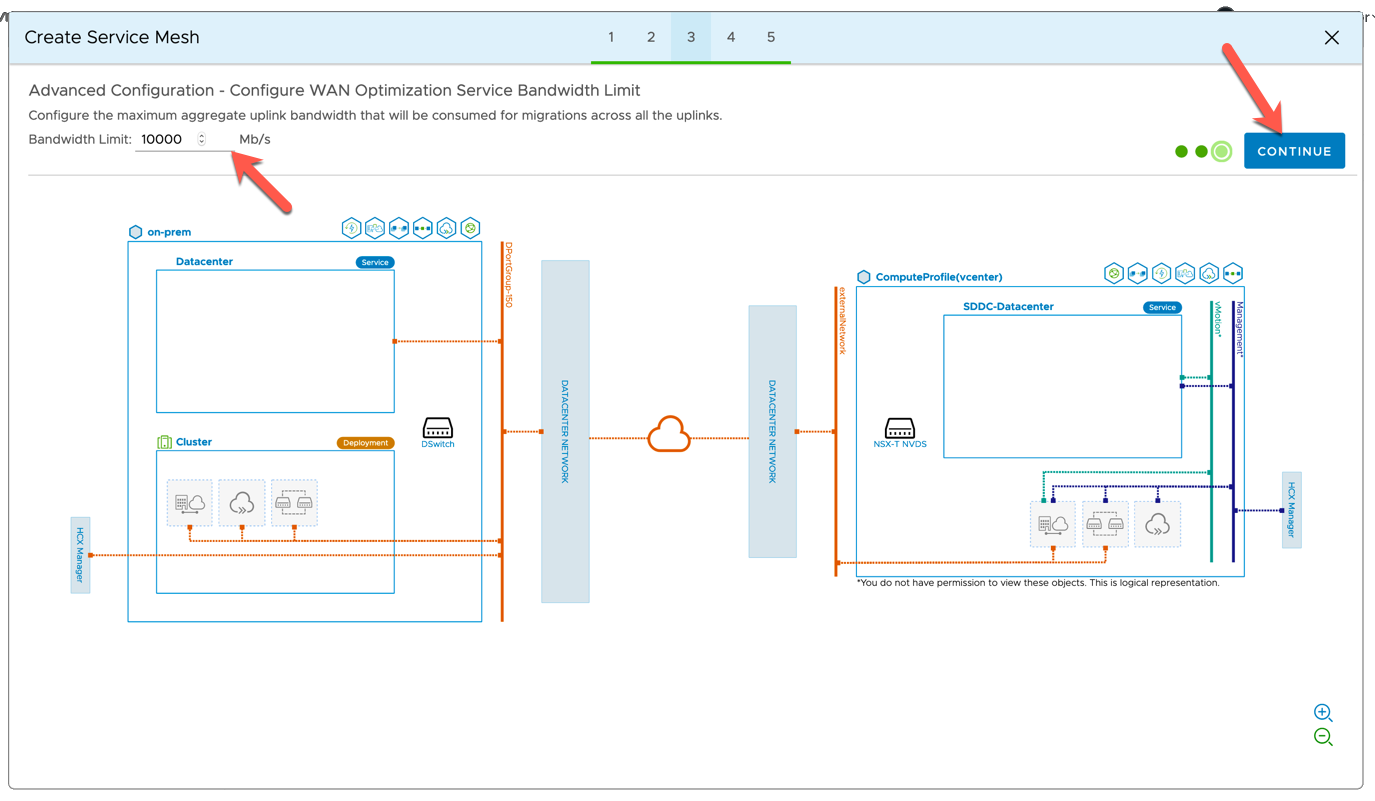 Create Service Mesh
1
2
3
4
5
Advanced Configuration - Configure WAN Optimization Service Bandwidth Limit
Configure the maximum aggregate uplink bandwidth that will be consumed for migrations across all the uplinks.
Bandwidth Limit: 10000 Mb/s
CONTINUE
on-prem
Datacenter
Service
DPortGroup-150
DATACENTER NETWORK
DSwitch
Cluster
Deployment
HCX Manager
DATACENTER NETWORK
externalNetwork
ComputeProfile(vcenter)
SDDC-Datacenter
Service
vMotion*
Management*
NSX-T NVDS
HCX Manager
*You do not have permission to view these objects. This is logical representation.